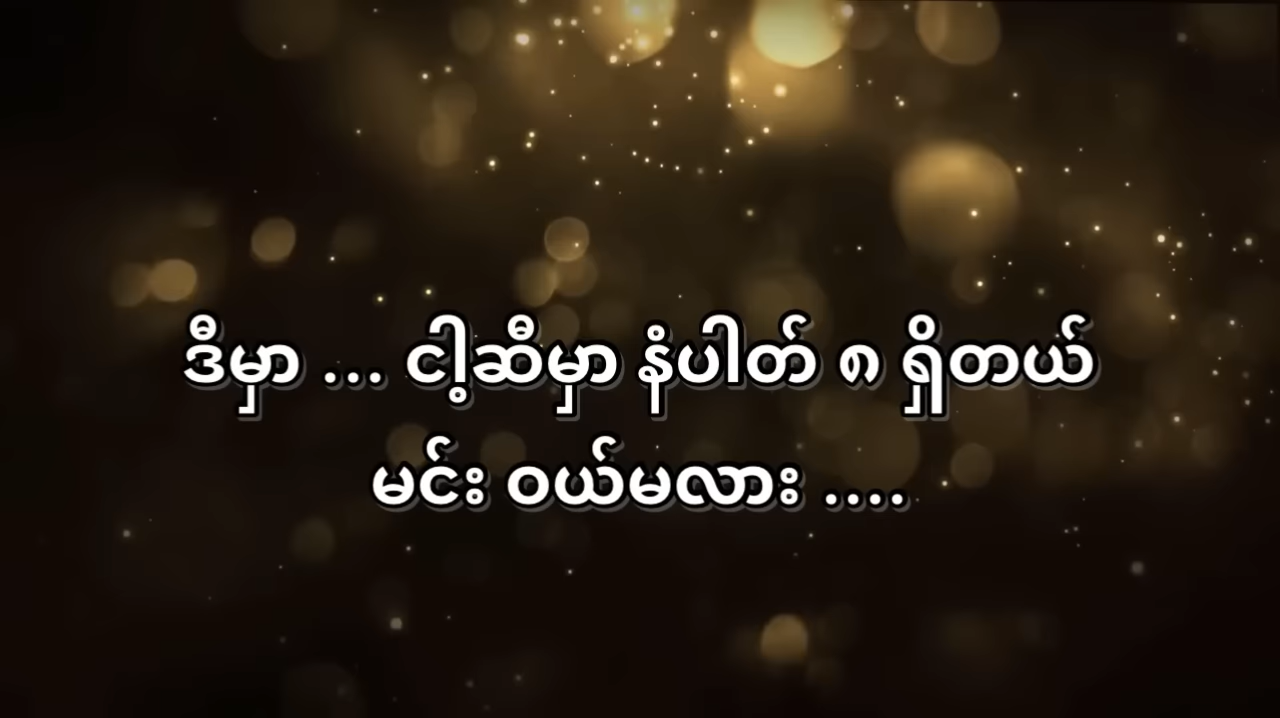 ဒီမှာ ... ငါ့ဆီမှာ နံပါတ် ၈ ရှိတယ်
မင်း ဝယ်မလား ....